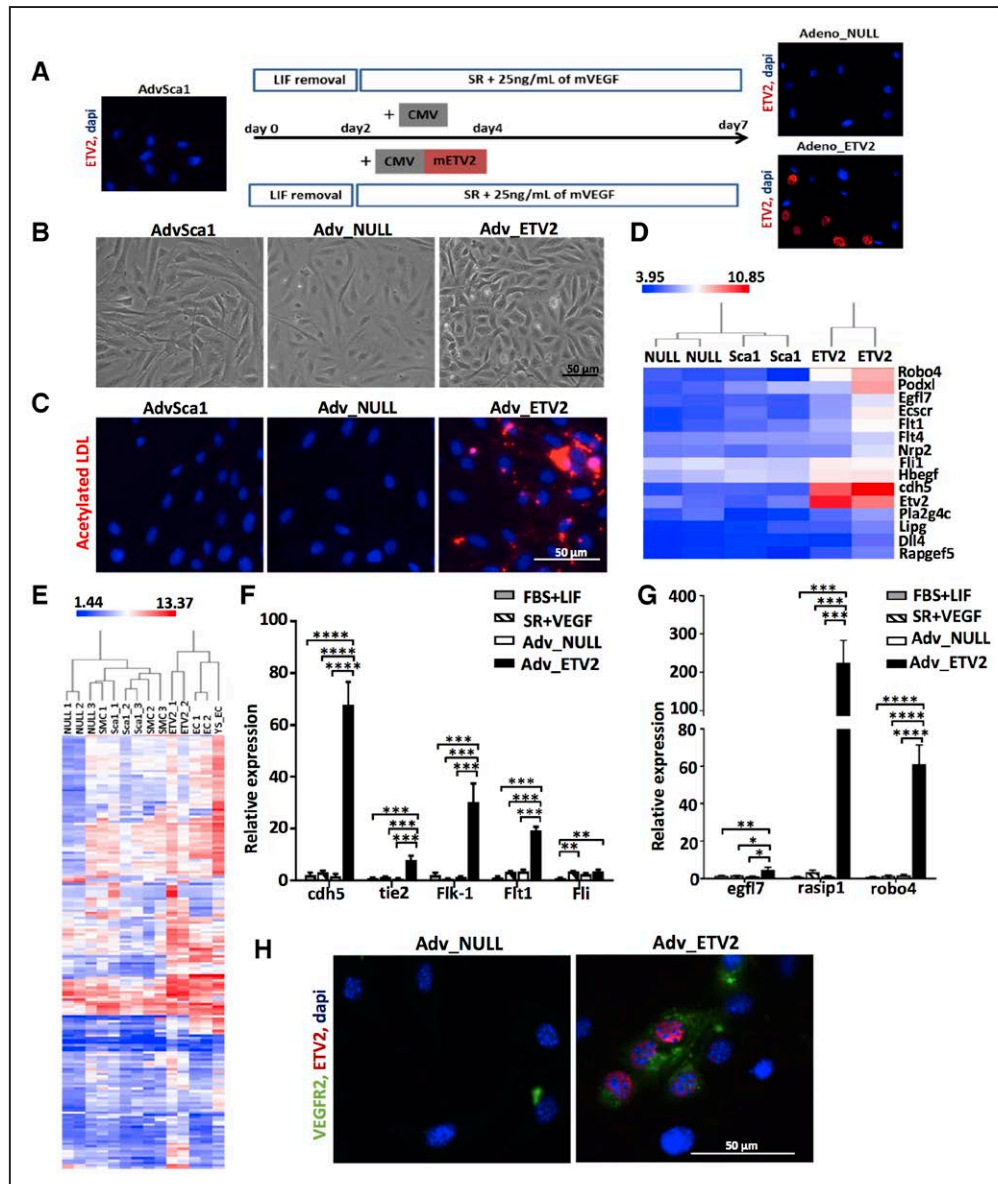 A
AdvSca1
ETV2, dapi
LIF removal
SR + 25ng/mL of mVEGF
+ CMV
day 0
day2
day4
day7
+ CMV mETV2
LIF removal
SR + 25ng/mL of mVEGF
Adeno_NULL
ETV2, dapi
Adeno_ETV2
ETV2, dapi
B
AdvSca1
Adv_NULL
Adv_ETV2
50 µm
C
AdvSca1
Adv_NULL
Adv_ETV2
Acetylated LDL
50 µm
D
3.95
10.85
NULL NULL Sca1 Sca1 ETV2 ETV2
Robo4
Podxl
Egfl7
Ecscr
Flt1
Flt4
Nrp2
Fli1
Hbegf
cdh5
Etv2
Pla2g4c
Lipg
Dll4
Rapgef5
E
1.44
13.37
NULL 1
NULL 2
NULL 3
SMC 1
Sca1_1
Sca1_2
Sca1_3
SMC 2
SMC 3
ETV2_1
ETV2_2
EC 1
EC 2
YS_EC
F
FBS+LIF
SR+VEGF
Adv_NULL
Adv_ETV2
Relative expression
100
80
60
40
20
0
****
****
****
***
***
***
***
***
***
***
***
***
**
**
cdh5 tie2 Flk-1 Flt1 Fli
G
FBS+LIF
SR+VEGF
Adv_NULL
Adv_ETV2
Relative expression
400
300
200
100
80
60
40
20
0
**
*
*
***
***
***
****
****
****
egfl7 rasip1 robo4
H
Adv_NULL
Adv_ETV2
VEGFR2, ETV2, dapi
50 µm